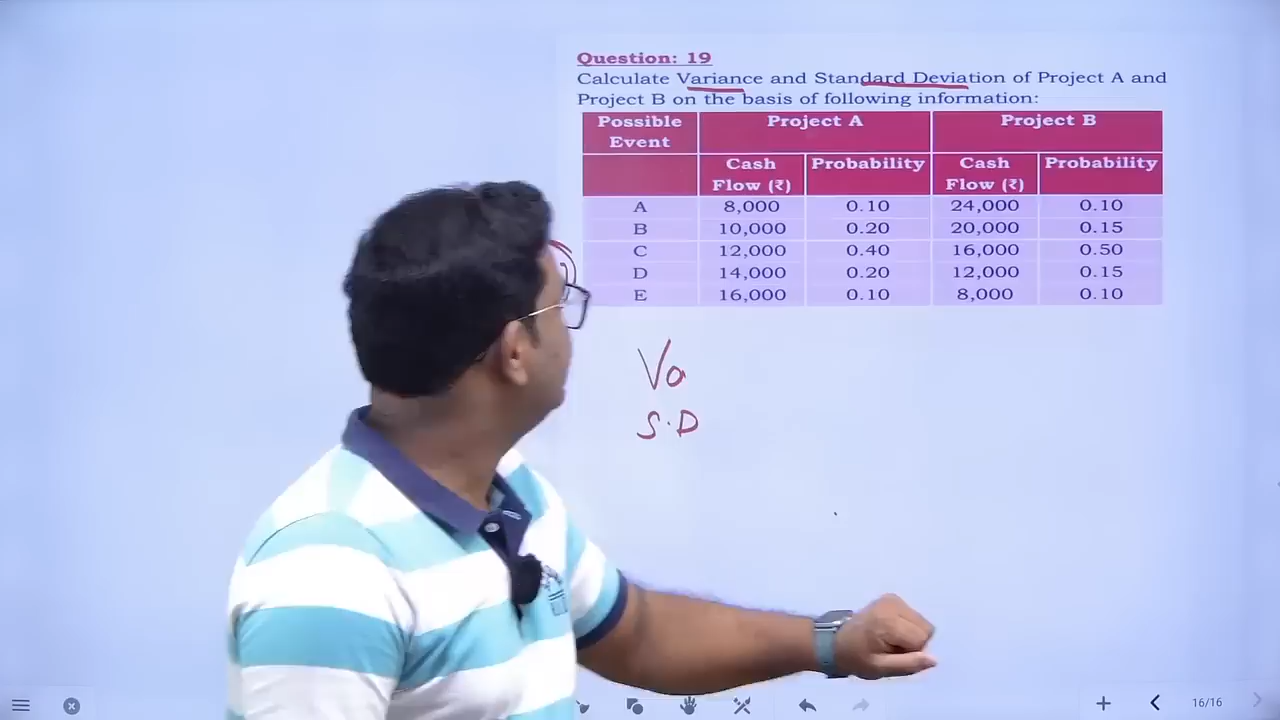 Question: 19
Calculate Variance and Standard Deviation of Project A and
Project B on the basis of following information:
Possible Event Project A Project B
Cash Flow (₹) Probability Cash Flow (₹) Probability
A 8,000 0.10 24,000 0.10
B 10,000 0.20 20,000 0.15
C 12,000 0.40 16,000 0.50
D 14,000 0.20 12,000 0.15
E 16,000 0.10 8,000 0.10
Va
S.D
16/16